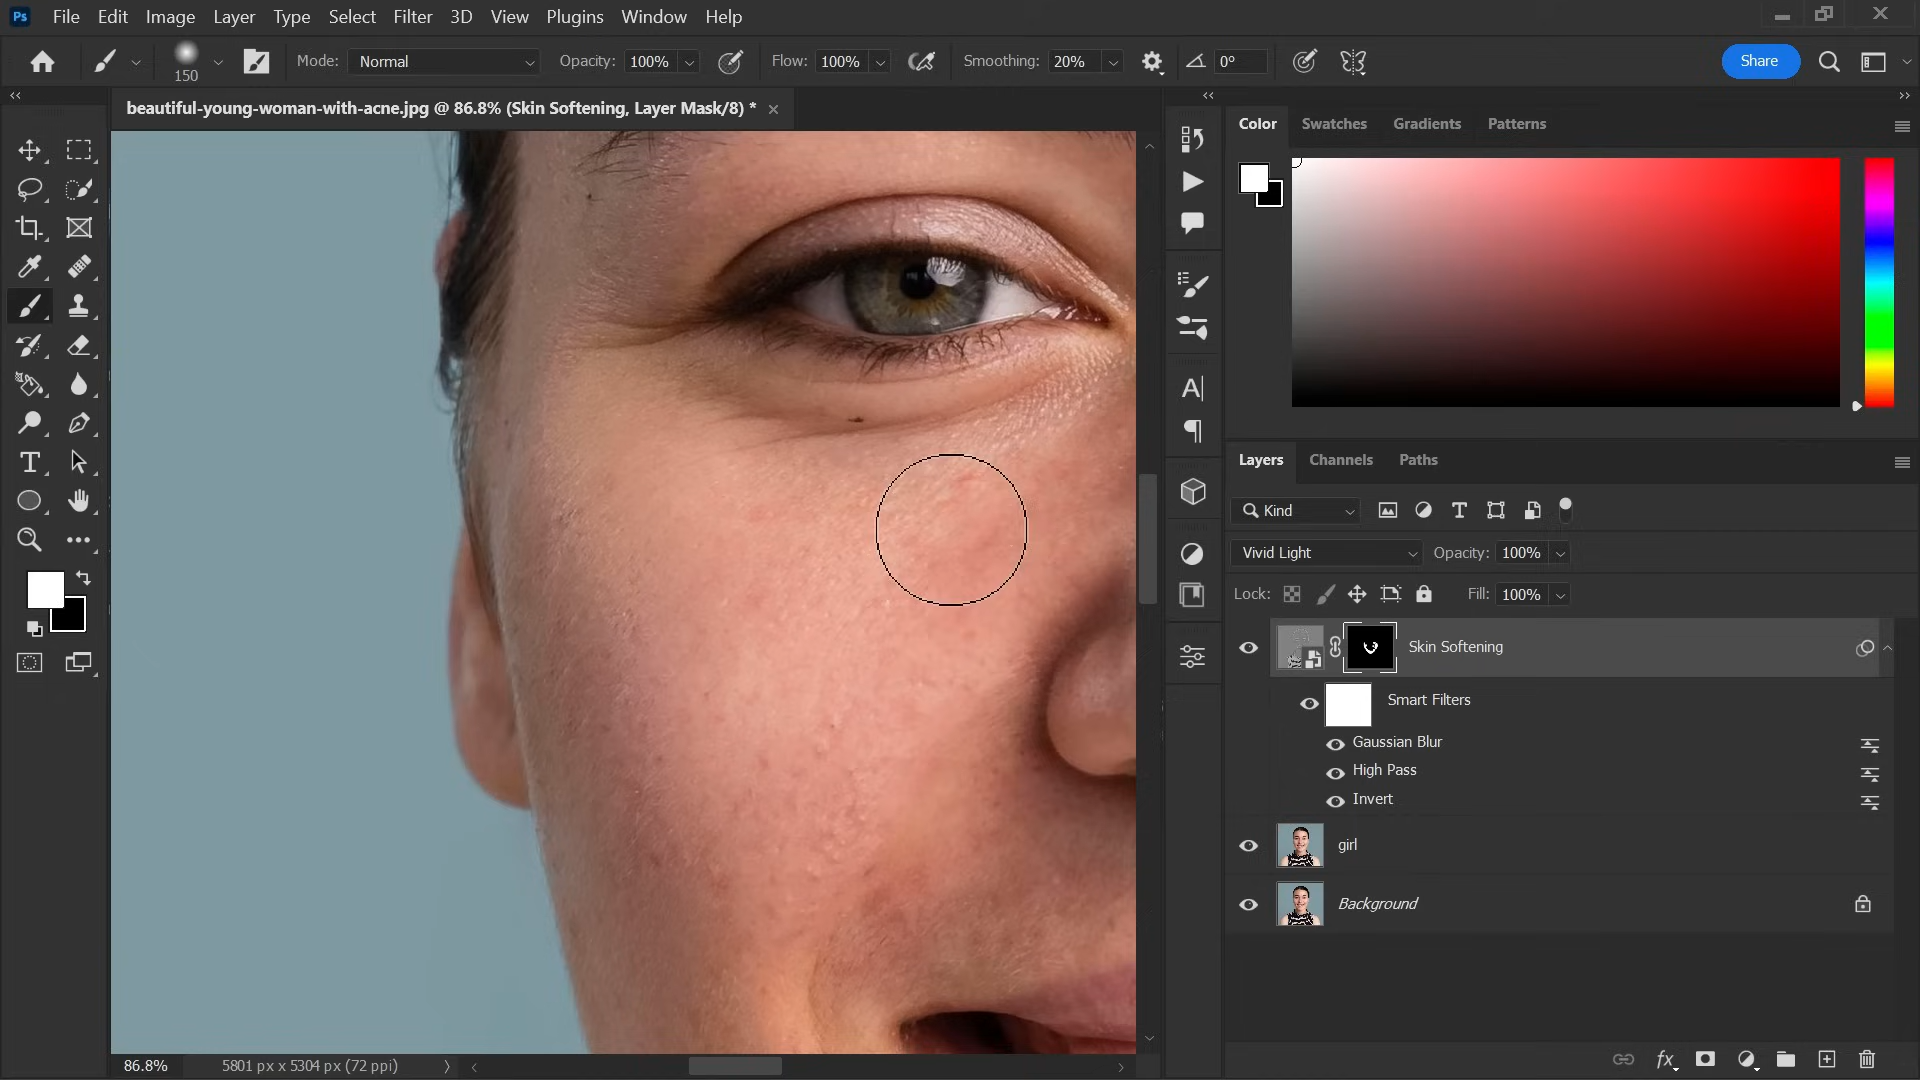 Ps File Edit Image Layer Type Select Filter 3D View Plugins Window Help
150 Mode: Normal Opacity: 100% Flow: 100% Smoothing: 20% 0° Share
beautiful-young-woman-with-acne.jpg @ 86.8% (Skin Softening, Layer Mask/8) *
Color Swatches Gradients Patterns
Layers Channels Paths
Kind
Vivid Light Opacity: 100%
Lock: Fill: 100%
Skin Softening
Smart Filters
Gaussian Blur
High Pass
Invert
girl
Background
86.8% 5801 px x 5304 px (72 ppi)
fx